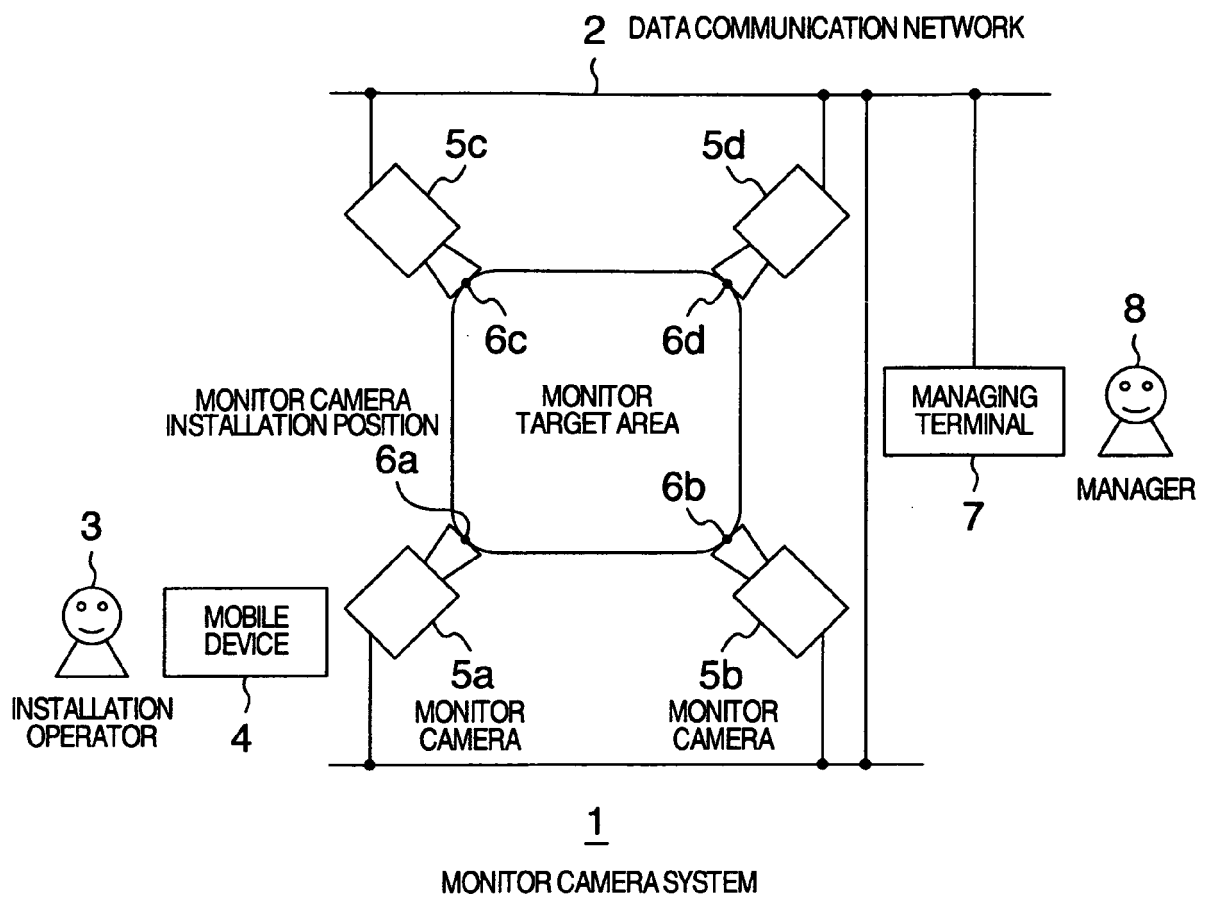 2 DATA COMMUNICATION NETWORK
5c
5d
6c
6d
8
MONITOR CAMERA
INSTALLATION POSITION
MONITOR
TARGET AREA
MANAGING
TERMINAL
6a
6b
7
MANAGER
3
MOBILE
DEVICE
INSTALLATION
OPERATOR
4
5a
MONITOR
CAMERA
5b
MONITOR
CAMERA
1
MONITOR CAMERA SYSTEM